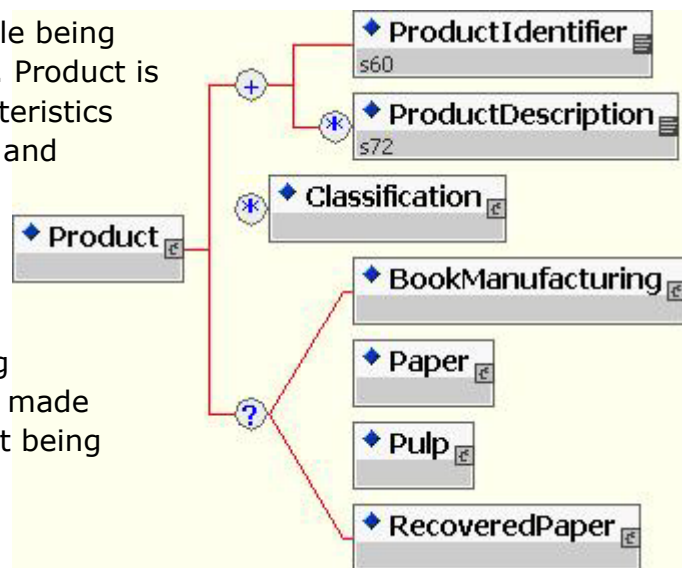 le being
. Product is
teristics
and
g
made
t being
ProductIdentifier
s60
+
*
ProductDescription
s72
*
Classification
Product
BookManufacturing
Paper
?
Pulp
RecoveredPaper